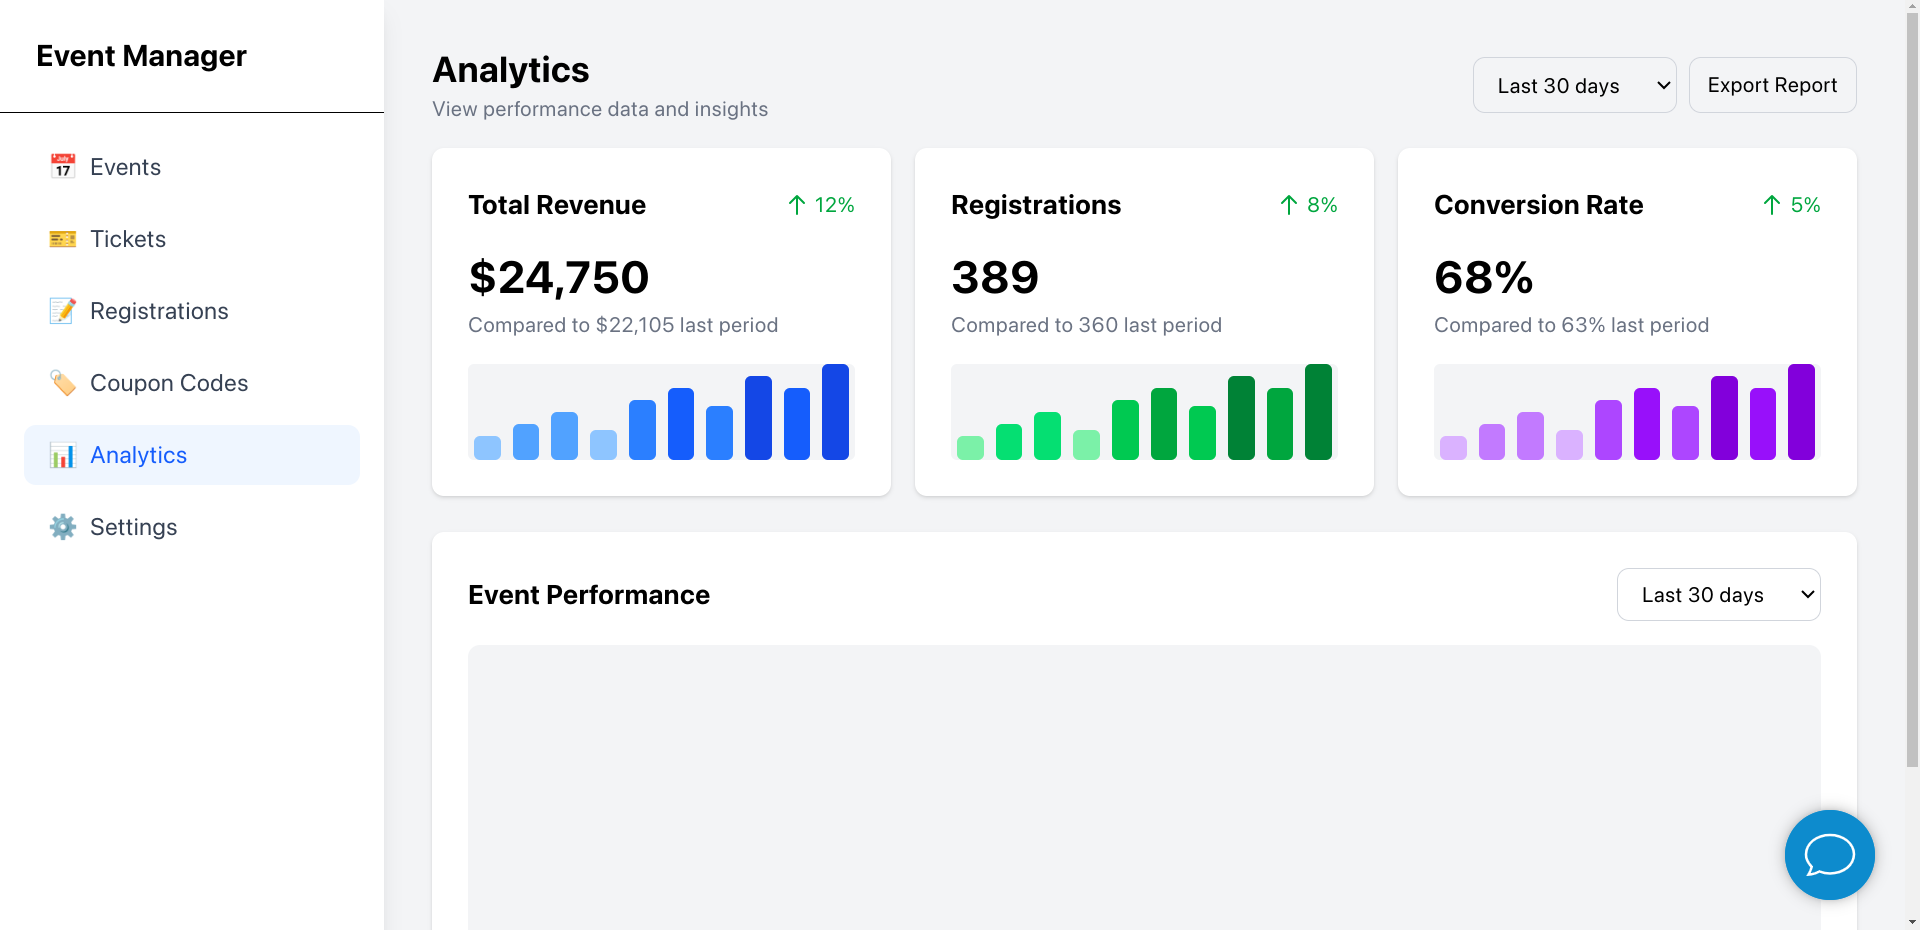 Event Manager
Events
Tickets
Registrations
Coupon Codes
Analytics
Settings
Analytics
View performance data and insights
Last 30 days
Export Report
Total Revenue
12%
$24,750
Compared to $22,105 last period
Registrations
8%
389
Compared to 360 last period
Conversion Rate
5%
68%
Compared to 63% last period
Event Performance
Last 30 days